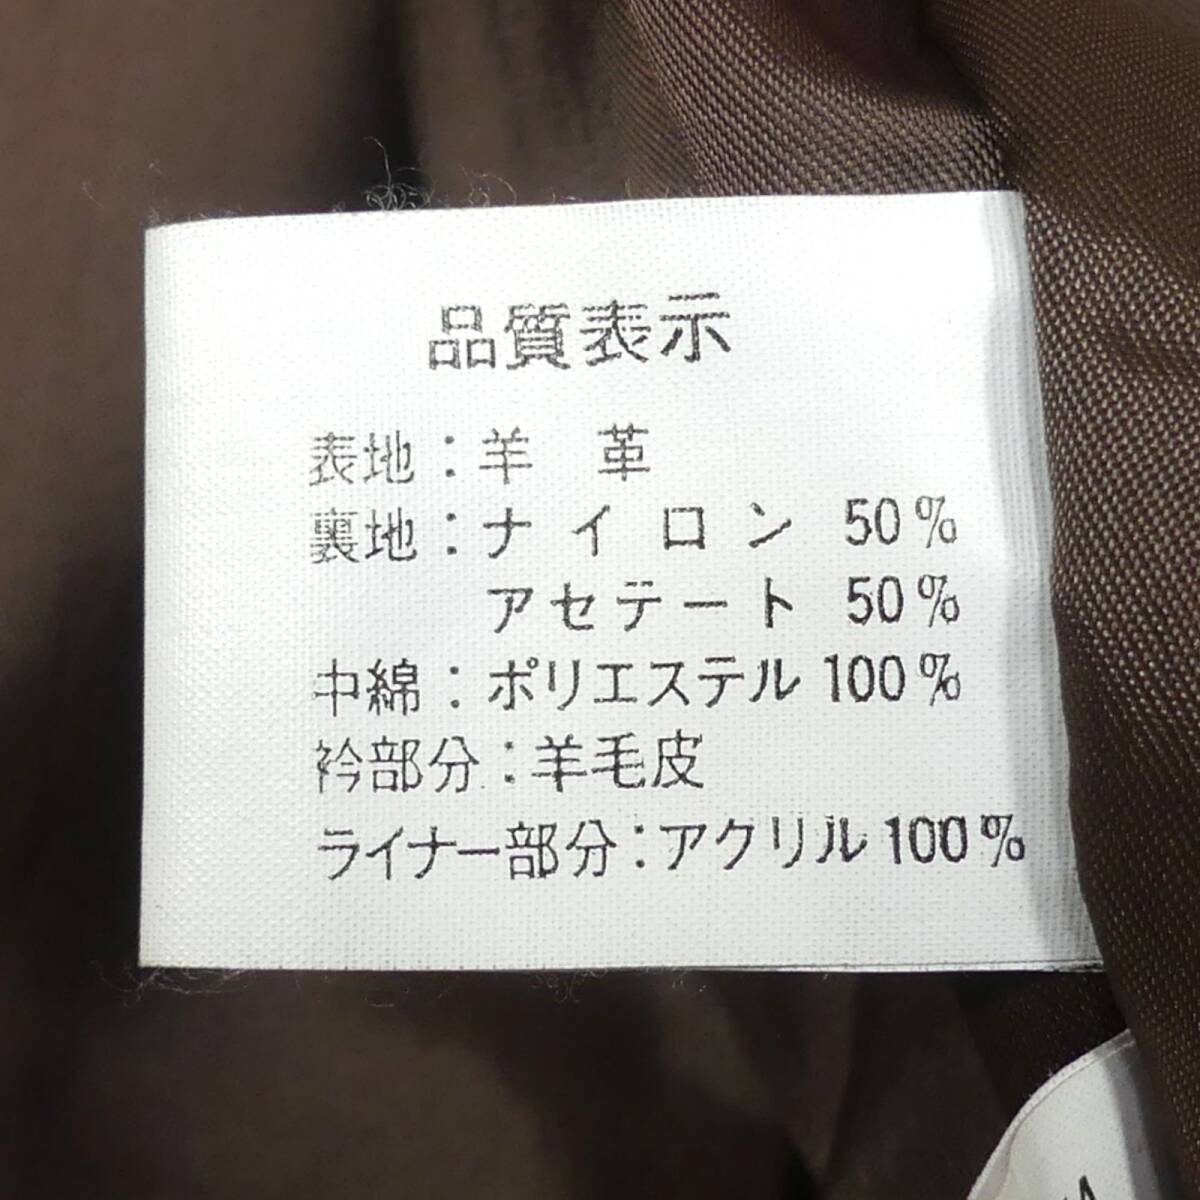 品質表示
表地:羊 革
裏地:ナイロン 50%
アセテート 50%
中綿:ポリエステル 100%
衿部分:羊毛皮
ライナー部分:アクリル 100%